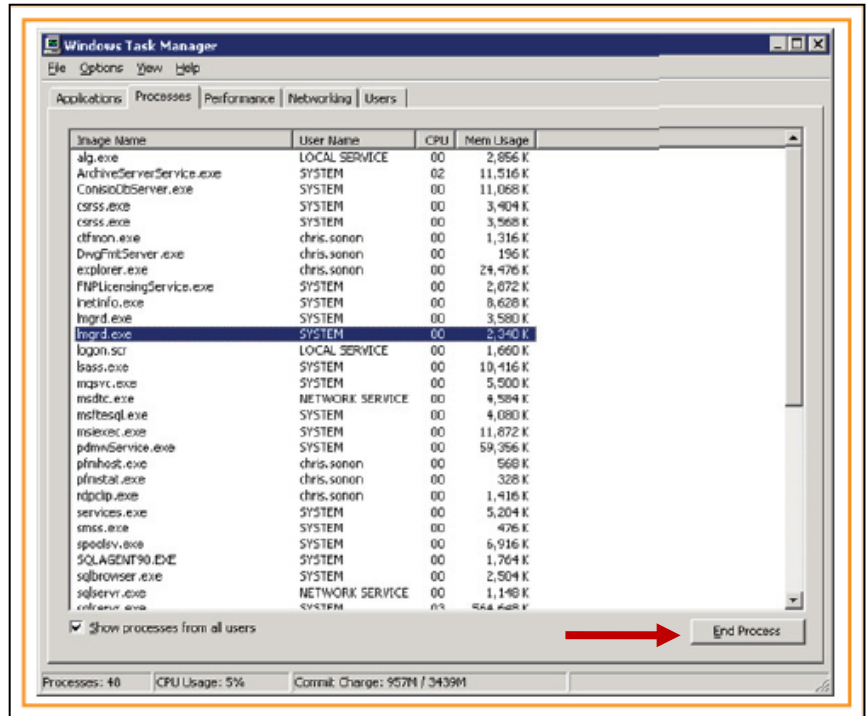 Windows Task Manager
File Options View Help
Applications Processes Performance Networking Users
Image Name User Name CPU Mem Usage
alg.exe LOCAL SERVICE 00 2,856 K
ArchiveServerService.exe SYSTEM 02 11,516 K
ConisioDbServer.exe SYSTEM 00 11,068 K
csrss.exe SYSTEM 00 3,404 K
csrss.exe SYSTEM 00 3,568 K
ctfmon.exe chris.sonon 00 1,316 K
DwgFmtServer.exe chris.sonon 00 196 K
explorer.exe chris.sonon 00 24,476 K
FNPLicensingService.exe SYSTEM 00 2,872 K
inetinfo.exe SYSTEM 00 8,628 K
lmgrd.exe SYSTEM 00 3,580 K
lmgrd.exe SYSTEM 00 2,340 K
logon.scr LOCAL SERVICE 00 1,660 K
lsass.exe SYSTEM 00 10,416 K
mqsvc.exe SYSTEM 00 5,500 K
msdtc.exe NETWORK SERVICE 00 4,584 K
msftesql.exe SYSTEM 00 4,080 K
msiexec.exe SYSTEM 00 11,872 K
pdmwService.exe SYSTEM 00 59,356 K
pfmhost.exe chris.sonon 00 568 K
pfmstat.exe chris.sonon 00 328 K
rdpclip.exe chris.sonon 00 1,416 K
services.exe SYSTEM 00 5,204 K
smss.exe SYSTEM 00 476 K
spoolsv.exe SYSTEM 00 6,916 K
SQLAGENT90.EXE SYSTEM 00 1,764 K
sqlbrowser.exe SYSTEM 00 2,504 K
sqlservr.exe NETWORK SERVICE 00 1,148 K
sqlservr.exe SYSTEM 03 564,648 K
Show processes from all users
End Process
Processes: 48 CPU Usage: 5% Commit Charge: 957M / 3439M